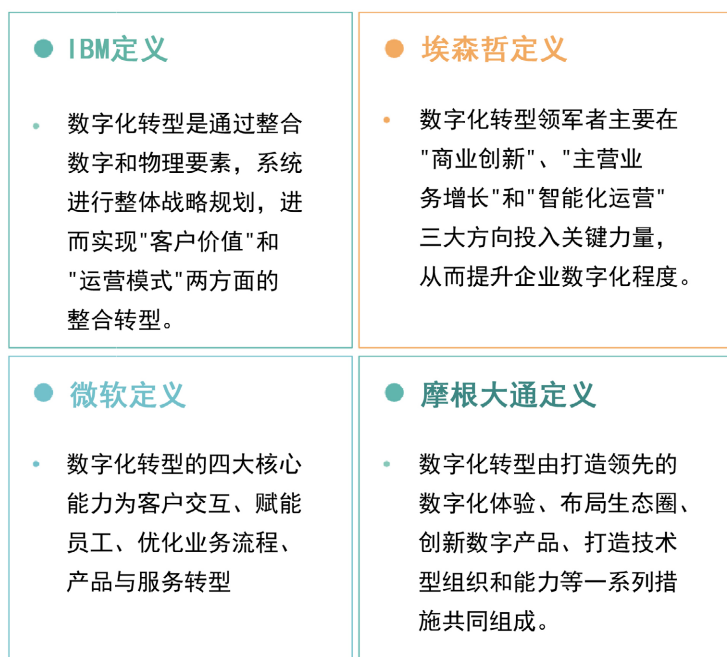 IBM定义
数字化转型是通过整合
数字和物理要素，系统
进行整体战略规划，进
而实现"客户价值"和
"运营模式"两方面的
整合转型。
埃森哲定义
数字化转型领军者主要在
"商业创新"、"主营业
务增长"和"智能化运营"
三大方向投入关键力量，
从而提升企业数字化程度。
微软定义
数字化转型的四大核心
能力为客户交互、赋能
员工、优化业务流程、
产品与服务转型
摩根大通定义
数字化转型由打造领先的
数字化体验、布局生态圈、
创新数字产品、打造技术
型组织和能力等一系列措
施共同组成。